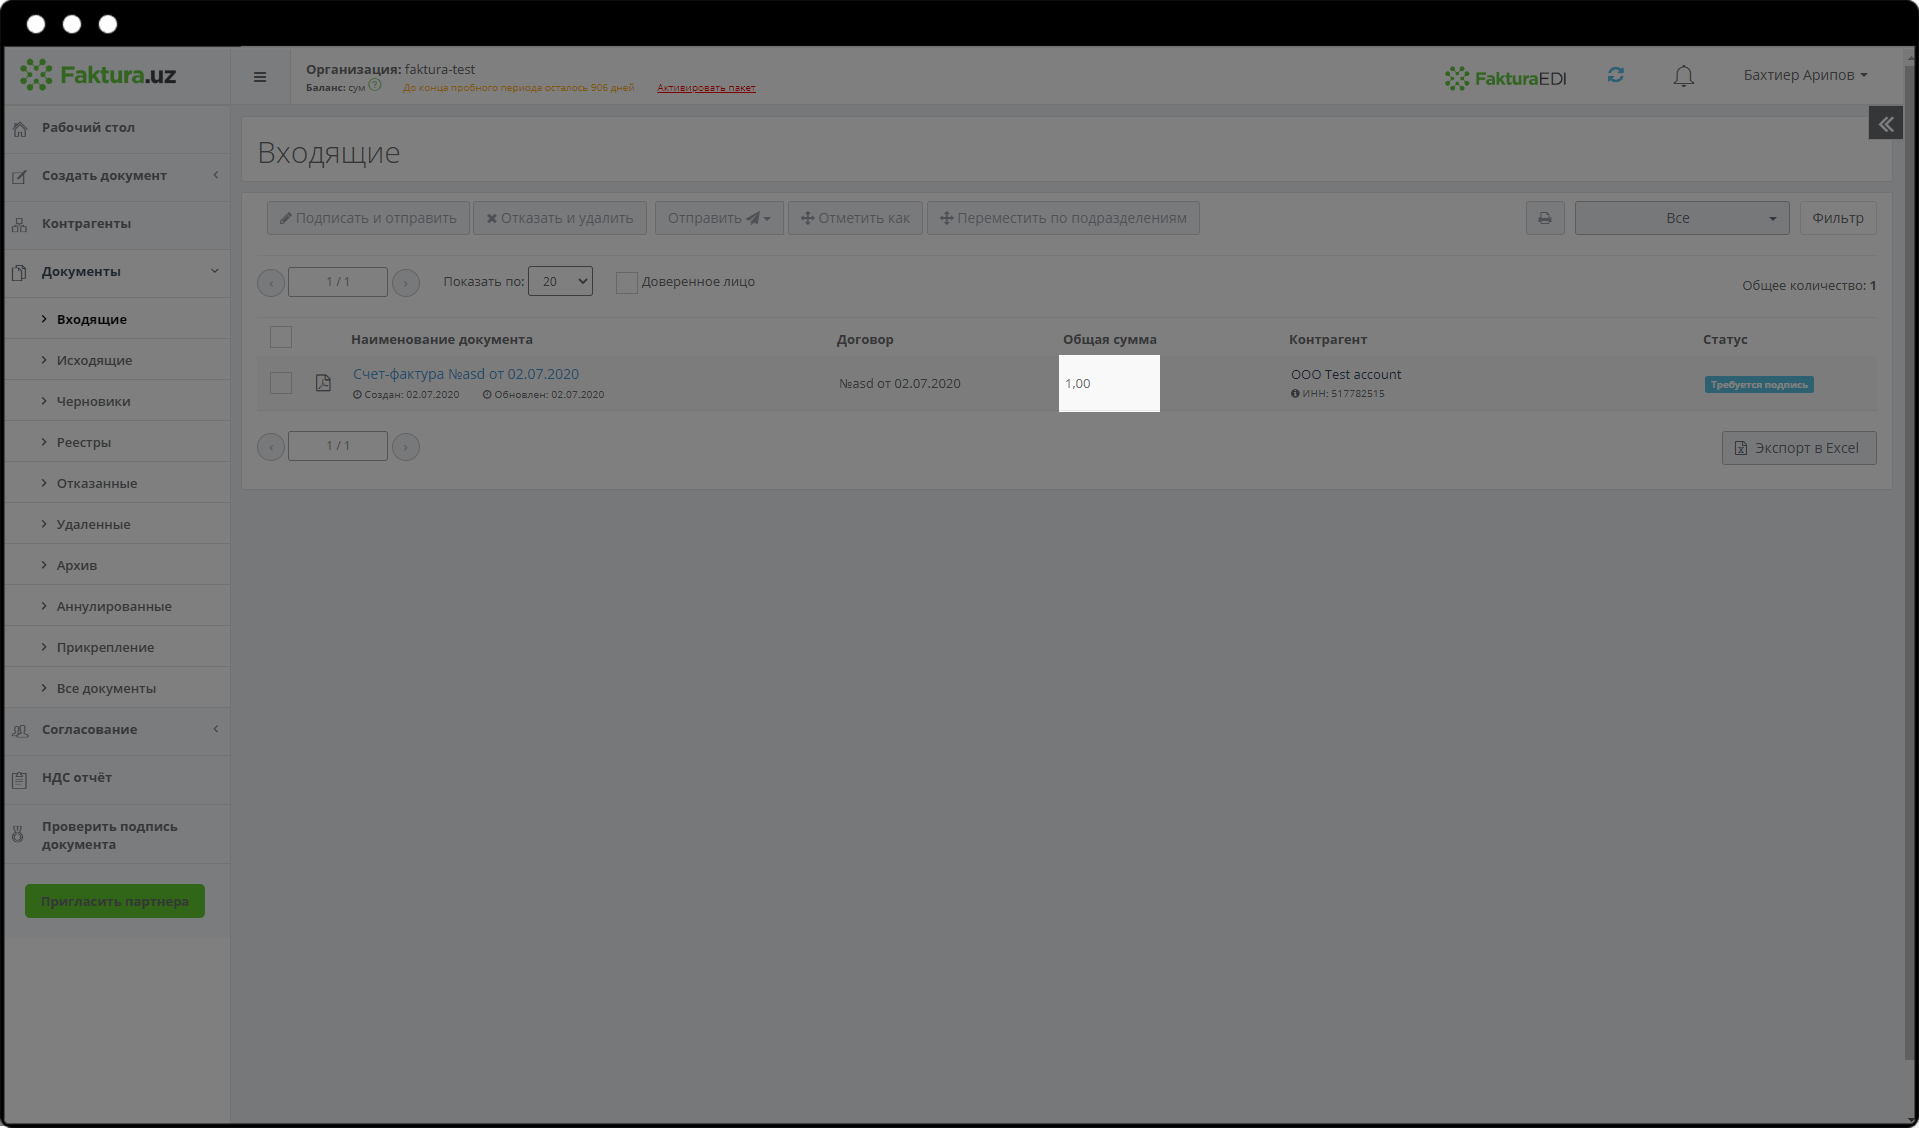 Faktura.uz
Организация: faktura-test
Баланс: сум ? До конца пробного периода осталось 906 дней Активировать пакет
FakturaEDI
Бахтиер Арипов
Рабочий стол
Создать документ
Контрагенты
Документы
Входящие
Исходящие
Черновики
Реестры
Отказанные
Удаленные
Архив
Аннулированные
Прикрепление
Все документы
Согласование
НДС отчёт
Проверить подпись
документа
Пригласить партнера
Входящие
Подписать и отправить Отказать и удалить Отправить Отметить как Переместить по подразделениям Все Фильтр
1 / 1 Показать по: 20 Доверенное лицо Общее количество: 1
Наименование документа Договор Общая сумма Контрагент Статус
Счет-фактура №asd от 02.07.2020 №asd от 02.07.2020 1,00 ООО Test account Требуется подпись
Создан: 02.07.2020 Обновлен: 02.07.2020 ИНН: 517782515
1 / 1 Экспорт в Excel